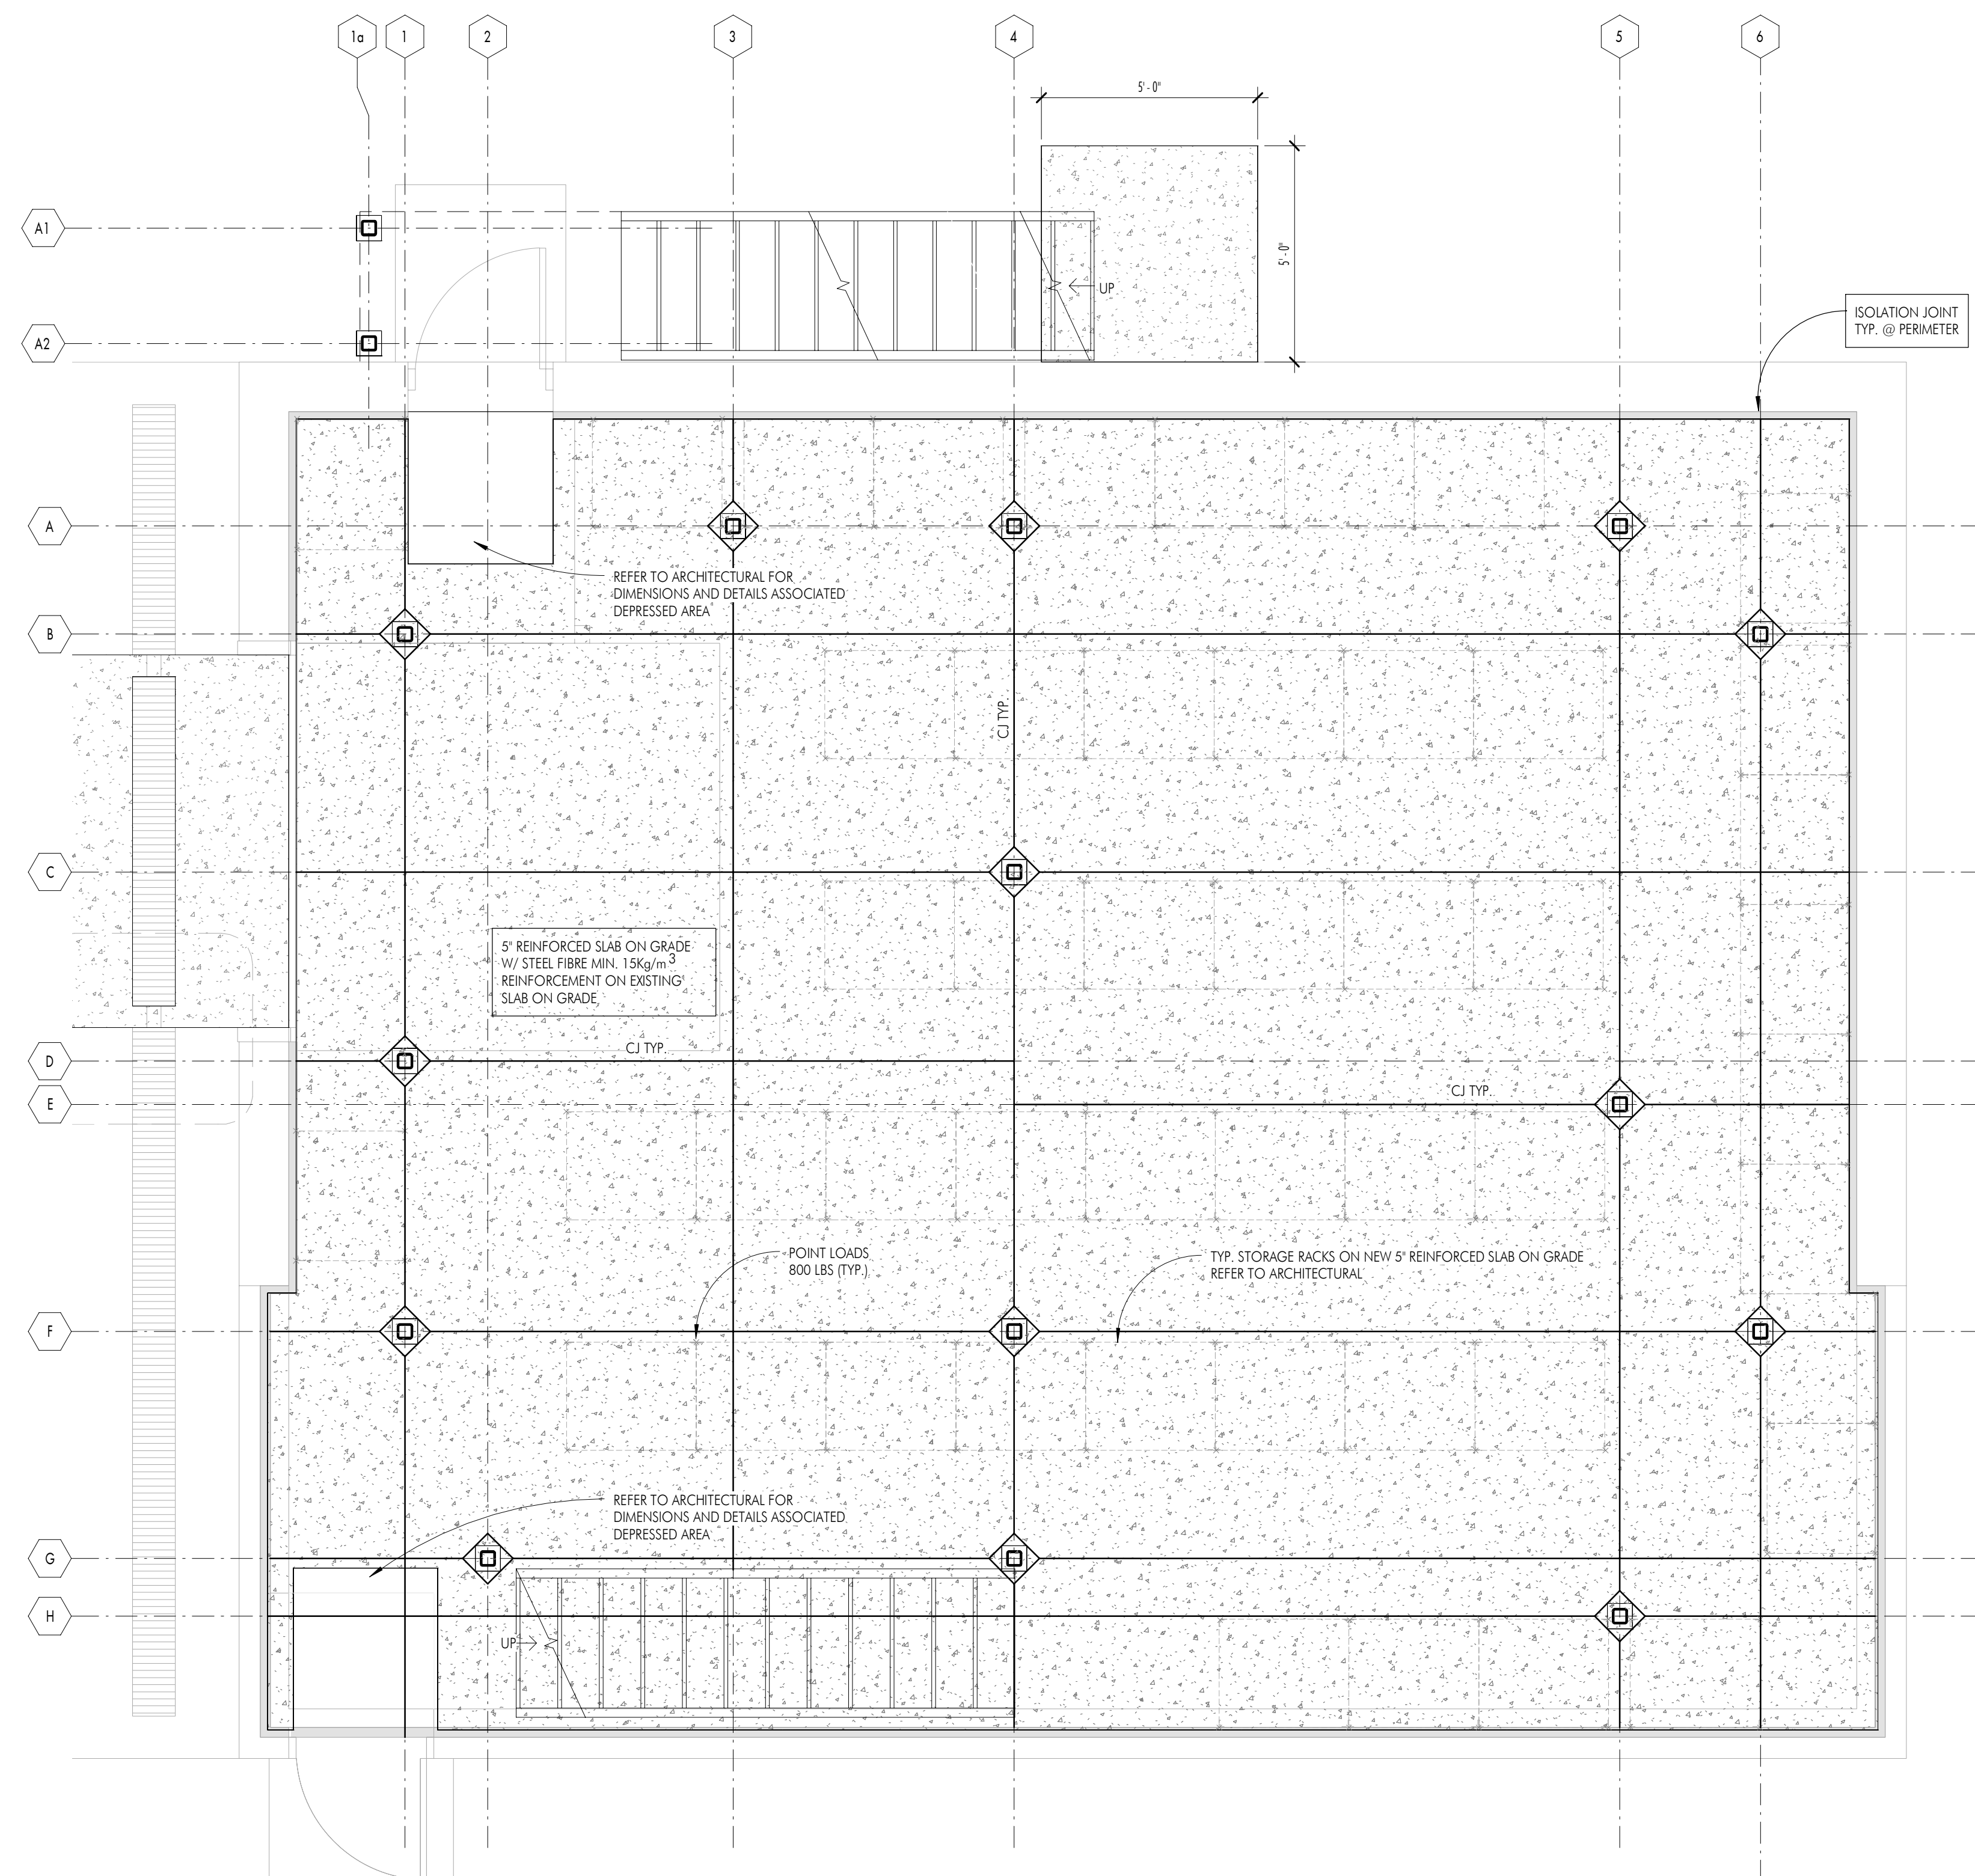 1a
1
2
3
4
5
6
5'-0"
A1
5'-0"
UP
ISOLATION JOINT
TYP. @ PERIMETER
A2
A
REFER TO ARCHITECTURAL FOR
DIMENSIONS AND DETAILS ASSOCIATED
DEPRESSED AREA
B
CJ TYP.
C
5" REINFORCED SLAB ON GRADE
W/ STEEL FIBRE MIN. 15Kg/m3
REINFORCEMENT ON EXISTING
SLAB ON GRADE
CJ TYP.
D
CJ TYP.
E
POINT LOADS
800 LBS (TYP.)
TYP. STORAGE RACKS ON NEW 5" REINFORCED SLAB ON GRADE
REFER TO ARCHITECTURAL
F
REFER TO ARCHITECTURAL FOR
DIMENSIONS AND DETAILS ASSOCIATED
DEPRESSED AREA
G
H
UP